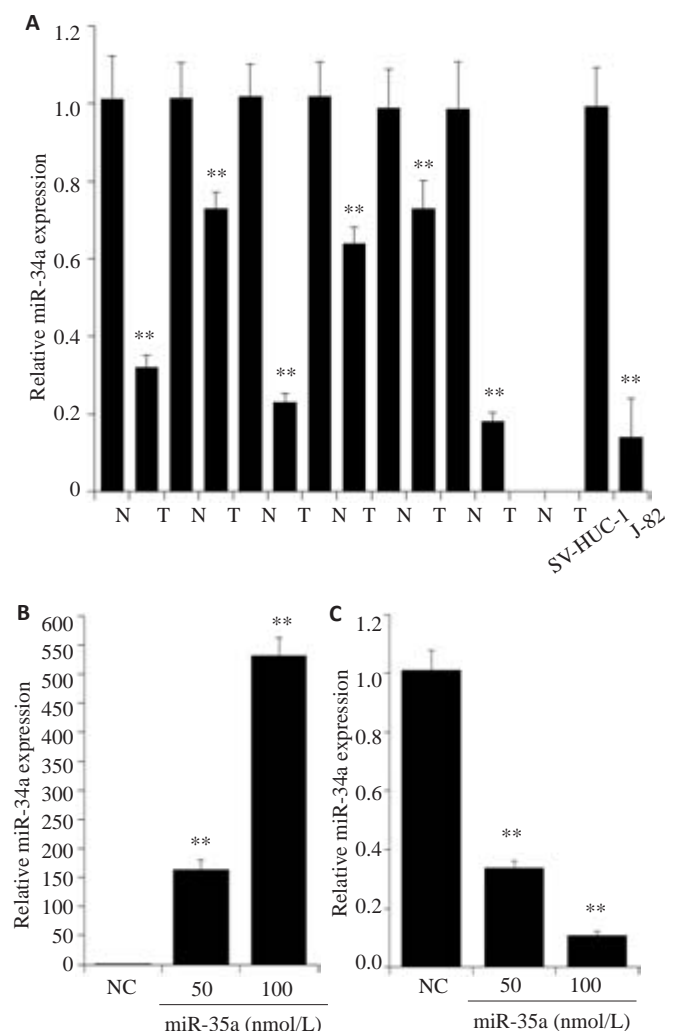 A
1.2
1.0
0.8
0.6
0.4
0.2
0
Relative miR-34a expression
** ** ** ** ** ** **
N T N T N T N T N T N T N T SV-HUC-1 J-82
B
600
550
500
450
400
350
300
250
200
150
100
50
0
Relative miR-34a expression
**
**
NC 50 100
miR-35a (nmol/L)
C
1.2
1.0
0.8
0.6
0.4
0.2
0.0
Relative miR-34a expression
**
**
NC 50 100
miR-35a (nmol/L)